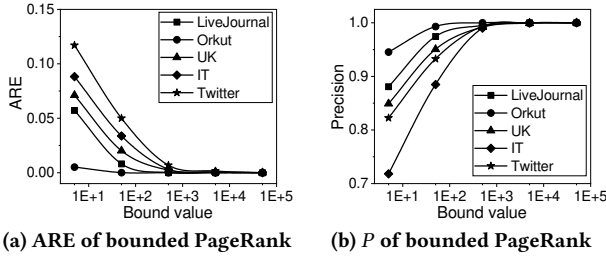 0.15
0.10
0.05
0.00
ARE
LiveJournal
Orkut
UK
IT
Twitter
1E+1 1E+2 1E+3 1E+4 1E+5
Bound value
(a) ARE of bounded PageRank
1.0
0.9
0.8
0.7
Precision
LiveJournal
Orkut
UK
IT
Twitter
1E+1 1E+2 1E+3 1E+4 1E+5
Bound value
(b) P of bounded PageRank